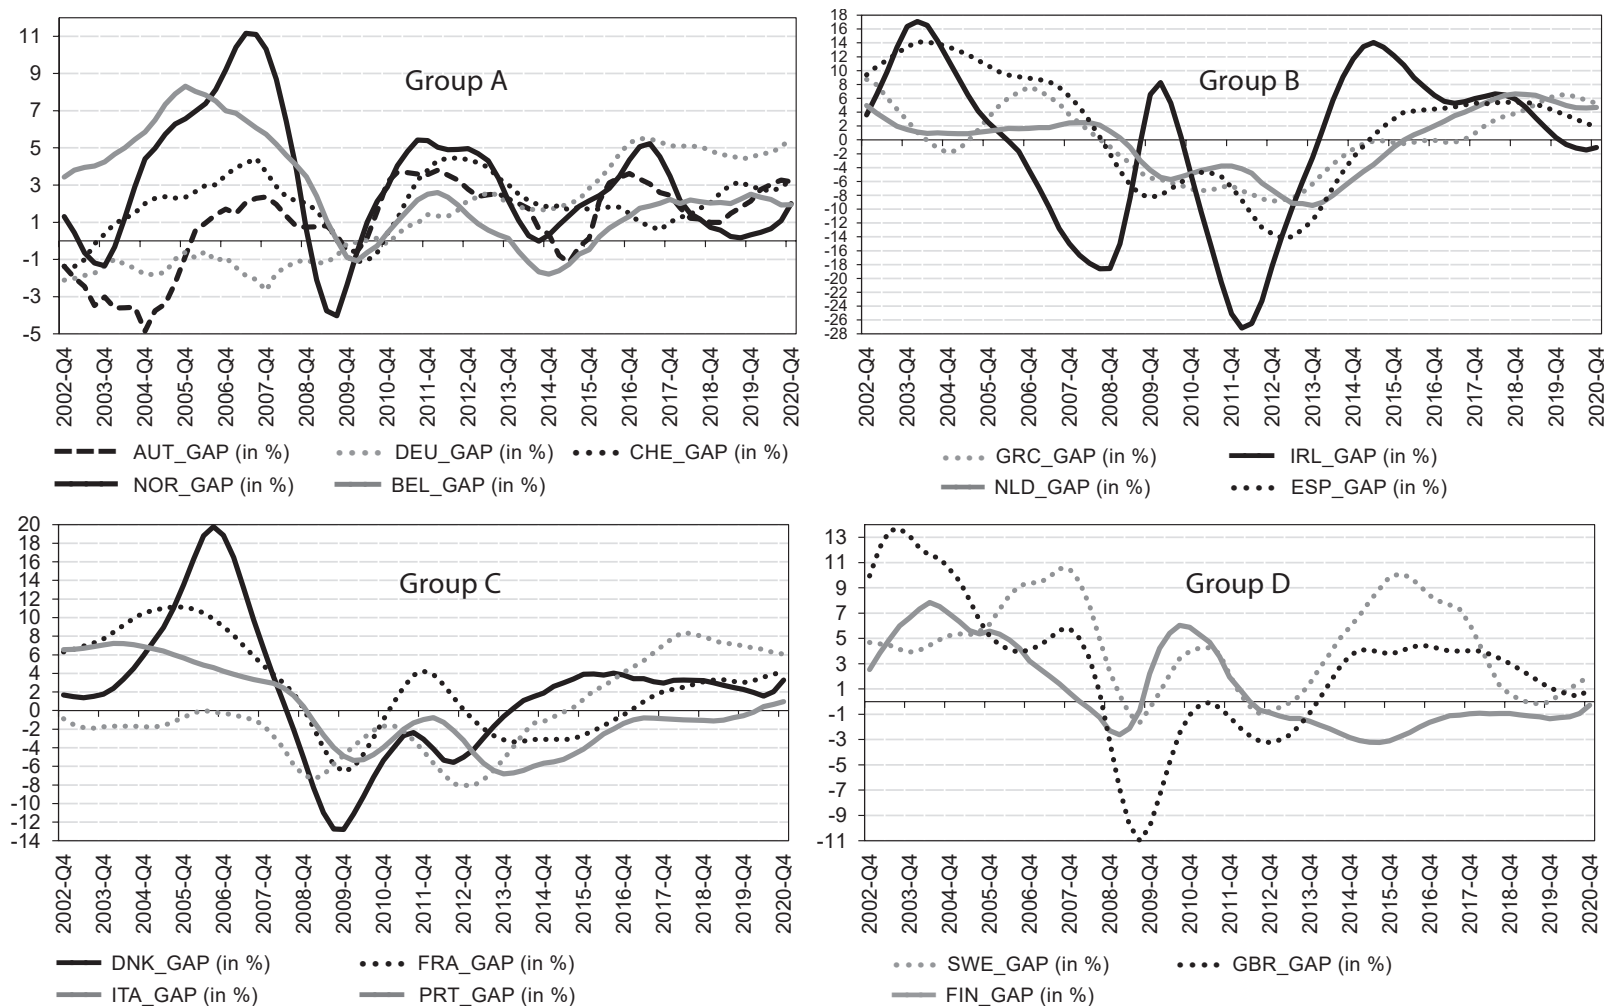 Group A
11
9
7
5
3
1
-1
-3
-5
2002-Q4
2003-Q4
2004-Q4
2005-Q4
2006-Q4
2007-Q4
2008-Q4
2009-Q4
2010-Q4
2011-Q4
2012-Q4
2013-Q4
2014-Q4
2015-Q4
2016-Q4
2017-Q4
2018-Q4
2019-Q4
2020-Q4
AUT_GAP (in %) DEU_GAP (in %) CHE_GAP (in %)
NOR_GAP (in %) BEL_GAP (in %)
Group B
18
16
14
12
10
8
6
4
2
0
-2
-4
-6
-8
-10
-12
-14
-16
-18
-20
-22
-24
-26
-28
2002-Q4
2003-Q4
2004-Q4
2005-Q4
2006-Q4
2007-Q4
2008-Q4
2009-Q4
2010-Q4
2011-Q4
2012-Q4
2013-Q4
2014-Q4
2015-Q4
2016-Q4
2017-Q4
2018-Q4
2019-Q4
2020-Q4
GRC_GAP (in %) IRL_GAP (in %)
NLD_GAP (in %) ESP_GAP (in %)
Group C
20
18
16
14
12
10
8
6
4
2
0
-2
-4
-6
-8
-10
-12
-14
2002-Q4
2003-Q4
2004-Q4
2005-Q4
2006-Q4
2007-Q4
2008-Q4
2009-Q4
2010-Q4
2011-Q4
2012-Q4
2013-Q4
2014-Q4
2015-Q4
2016-Q4
2017-Q4
2018-Q4
2019-Q4
2020-Q4
DNK_GAP (in %) FRA_GAP (in %)
ITA_GAP (in %) PRT_GAP (in %)
Group D
13
11
9
7
5
3
1
-1
-3
-5
-7
-9
-11
2002-Q4
2003-Q4
2004-Q4
2005-Q4
2006-Q4
2007-Q4
2008-Q4
2009-Q4
2010-Q4
2011-Q4
2012-Q4
2013-Q4
2014-Q4
2015-Q4
2016-Q4
2017-Q4
2018-Q4
2019-Q4
2020-Q4
SWE_GAP (in %) GBR_GAP (in %)
FIN_GAP (in %)